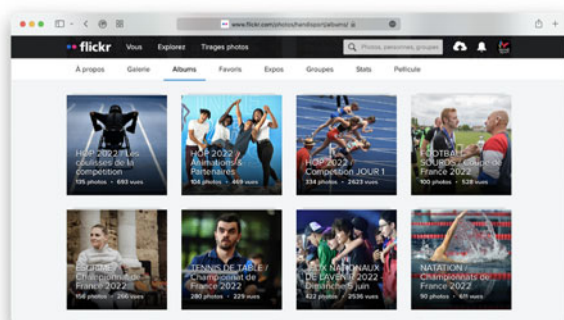 www.flickr.com/photos/handisport/albums/
flickr Vous Explorez Tirages photos
Photos, personnes, groupes
À propos Galerie Albums Favoris Expos Groupes Stats Pellicule
HOP 2022 / Les
coulisses de la
compétition
135 photos • 693 vues
HOP 2022 /
Animations &
Partenaires
104 photos • 469 vues
HOP 2022 /
Compétition JOUR 1
334 photos • 2623 vues
FOOTBALL
SOURDS / Coupe de
France 2022
100 photos • 528 vues
ESCRIME /
Championnat de
France 2022
156 photos • 266 vues
TENNIS DE TABLE /
Championnat de
France 2022
280 photos • 229 vues
JEUX NATIONAUX
DE L'AVENIR 2022 -
Dimanche 5 juin
422 photos • 2536 vues
NATATION /
Championnats de
France 2022
90 photos • 611 vues